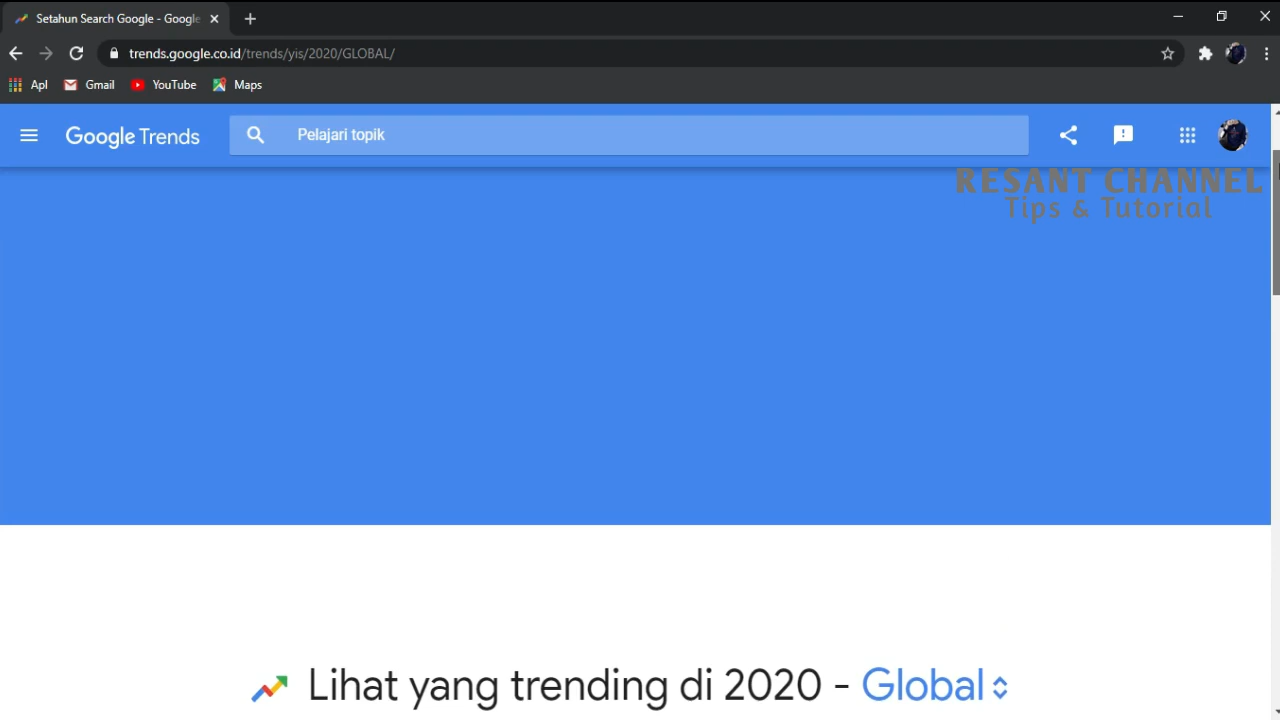 Setahun Search Google - Google
trends.google.co.id/trends/yis/2020/GLOBAL/
Apl Gmail YouTube Maps
Google Trends Pelajari topik
RESANT CHANNEL
Tips & Tutorial
Lihat yang trending di 2020 - Global